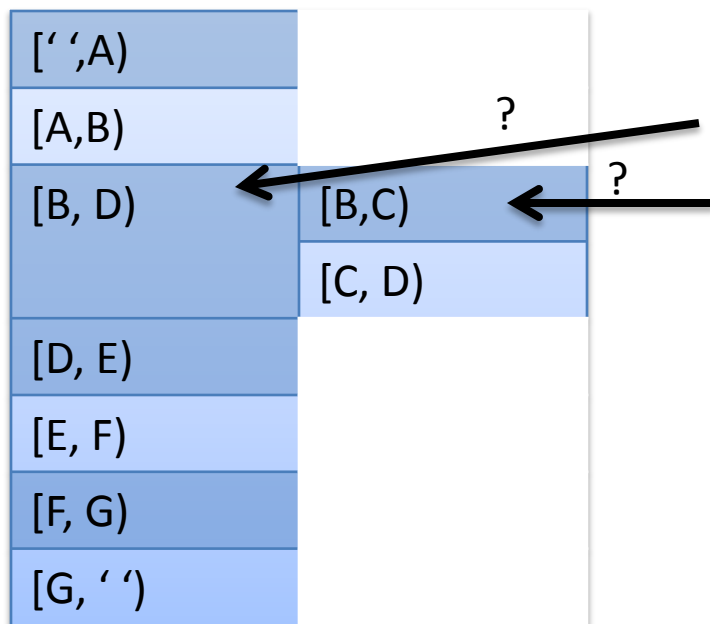 [‘ ‘,A)
[A,B)
?
[B, D)
[B,C)
?
[C, D)
[D, E)
[E, F)
[F, G)
[G, ‘ ‘)